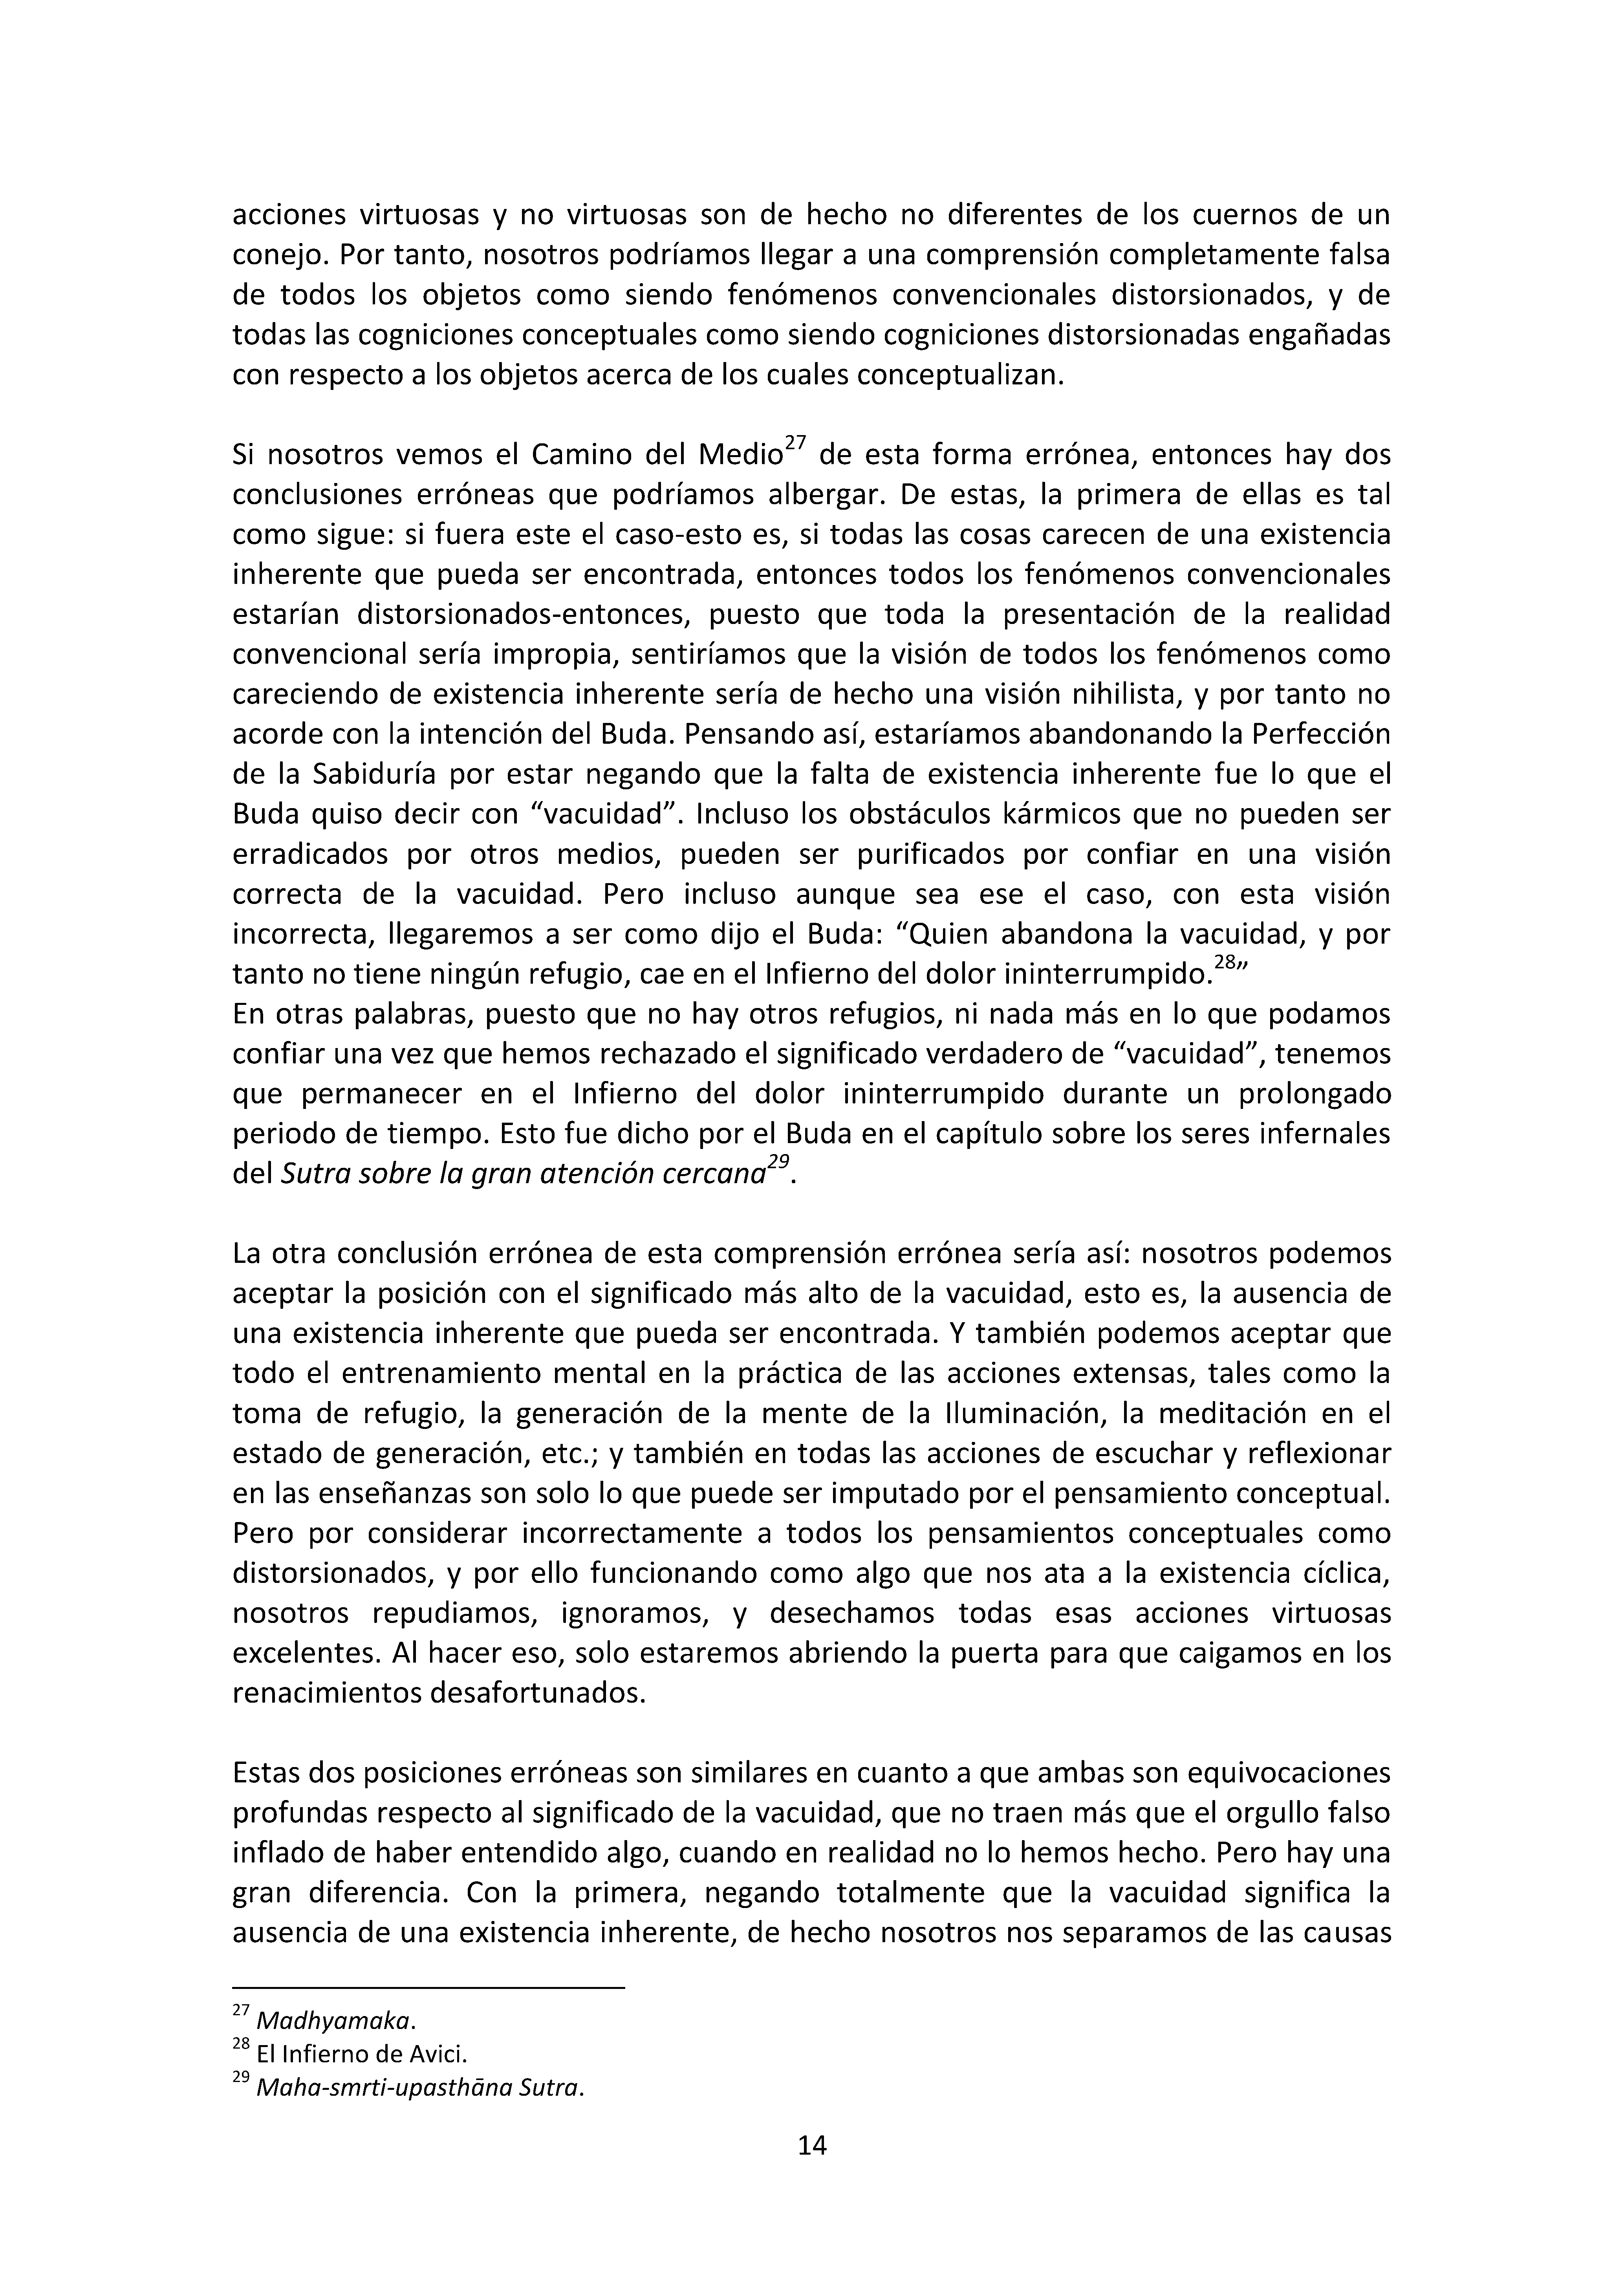 acciones virtuosas y no virtuosas son de hecho no diferentes de los cuernos de un
conejo. Por tanto, nosotros podríamos llegar a una comprensión completamente falsa
de todos los objetos como siendo fenómenos convencionales distorsionados, y de
todas las cogniciones conceptuales como siendo cogniciones distorsionadas engañadas
con respecto a los objetos acerca de los cuales conceptualizan.
Si nosotros vemos el Camino del Medio27 de esta forma errónea, entonces hay dos
conclusiones erróneas que podríamos albergar. De estas, la primera de ellas es tal
como sigue: si fuera este el caso-esto es, si todas las cosas carecen de una existencia
inherente que pueda ser encontrada, entonces todos los fenómenos convencionales
estarían distorsionados-entonces, puesto que toda la presentación de la realidad
convencional sería impropia, sentiríamos que la visión de todos los fenómenos como
careciendo de existencia inherente sería de hecho una visión nihilista, y por tanto no
acorde con la intención del Buda. Pensando así, estaríamos abandonando la Perfección
de la Sabiduría por estar negando que la falta de existencia inherente fue lo que el
Buda quiso decir con “vacuidad”. Incluso los obstáculos kármicos que no pueden ser
erradicados por otros medios, pueden ser purificados por confiar en una visión
correcta de la vacuidad. Pero incluso aunque sea ese el caso, con esta visión
incorrecta, llegaremos a ser como dijo el Buda: “Quien abandona la vacuidad, y por
tanto no tiene ningún refugio, cae en el Infierno del dolor ininterrumpido.28”
En otras palabras, puesto que no hay otros refugios, ni nada más en lo que podamos
confiar una vez que hemos rechazado el significado verdadero de “vacuidad”, tenemos
que permanecer en el Infierno del dolor ininterrumpido durante un prolongado
periodo de tiempo. Esto fue dicho por el Buda en el capítulo sobre los seres infernales
del Sutra sobre la gran atención cercana29.
La otra conclusión errónea de esta comprensión errónea sería así: nosotros podemos
aceptar la posición con el significado más alto de la vacuidad, esto es, la ausencia de
una existencia inherente que pueda ser encontrada. Y también podemos aceptar que
todo el entrenamiento mental en la práctica de las acciones extensas, tales como la
toma de refugio, la generación de la mente de la Iluminación, la meditación en el
estado de generación, etc.; y también en todas las acciones de escuchar y reflexionar
en las enseñanzas son solo lo que puede ser imputado por el pensamiento conceptual.
Pero por considerar incorrectamente a todos los pensamientos conceptuales como
distorsionados, y por ello funcionando como algo que nos ata a la existencia cíclica,
nosotros repudiamos, ignoramos, y desechamos todas esas acciones virtuosas
excelentes. Al hacer eso, solo estaremos abriendo la puerta para que caigamos en los
renacimientos desafortunados.
Estas dos posiciones erróneas son similares en cuanto a que ambas son equivocaciones
profundas respecto al significado de la vacuidad, que no traen más que el orgullo falso
inflado de haber entendido algo, cuando en realidad no lo hemos hecho. Pero hay una
gran diferencia. Con la primera, negando totalmente que la vacuidad significa la
ausencia de una existencia inherente, de hecho nosotros nos separamos de las causas
27 Madhyamaka.
28 El Infierno de Avici.
29 Maha-smrti-upasthāna Sutra.
14